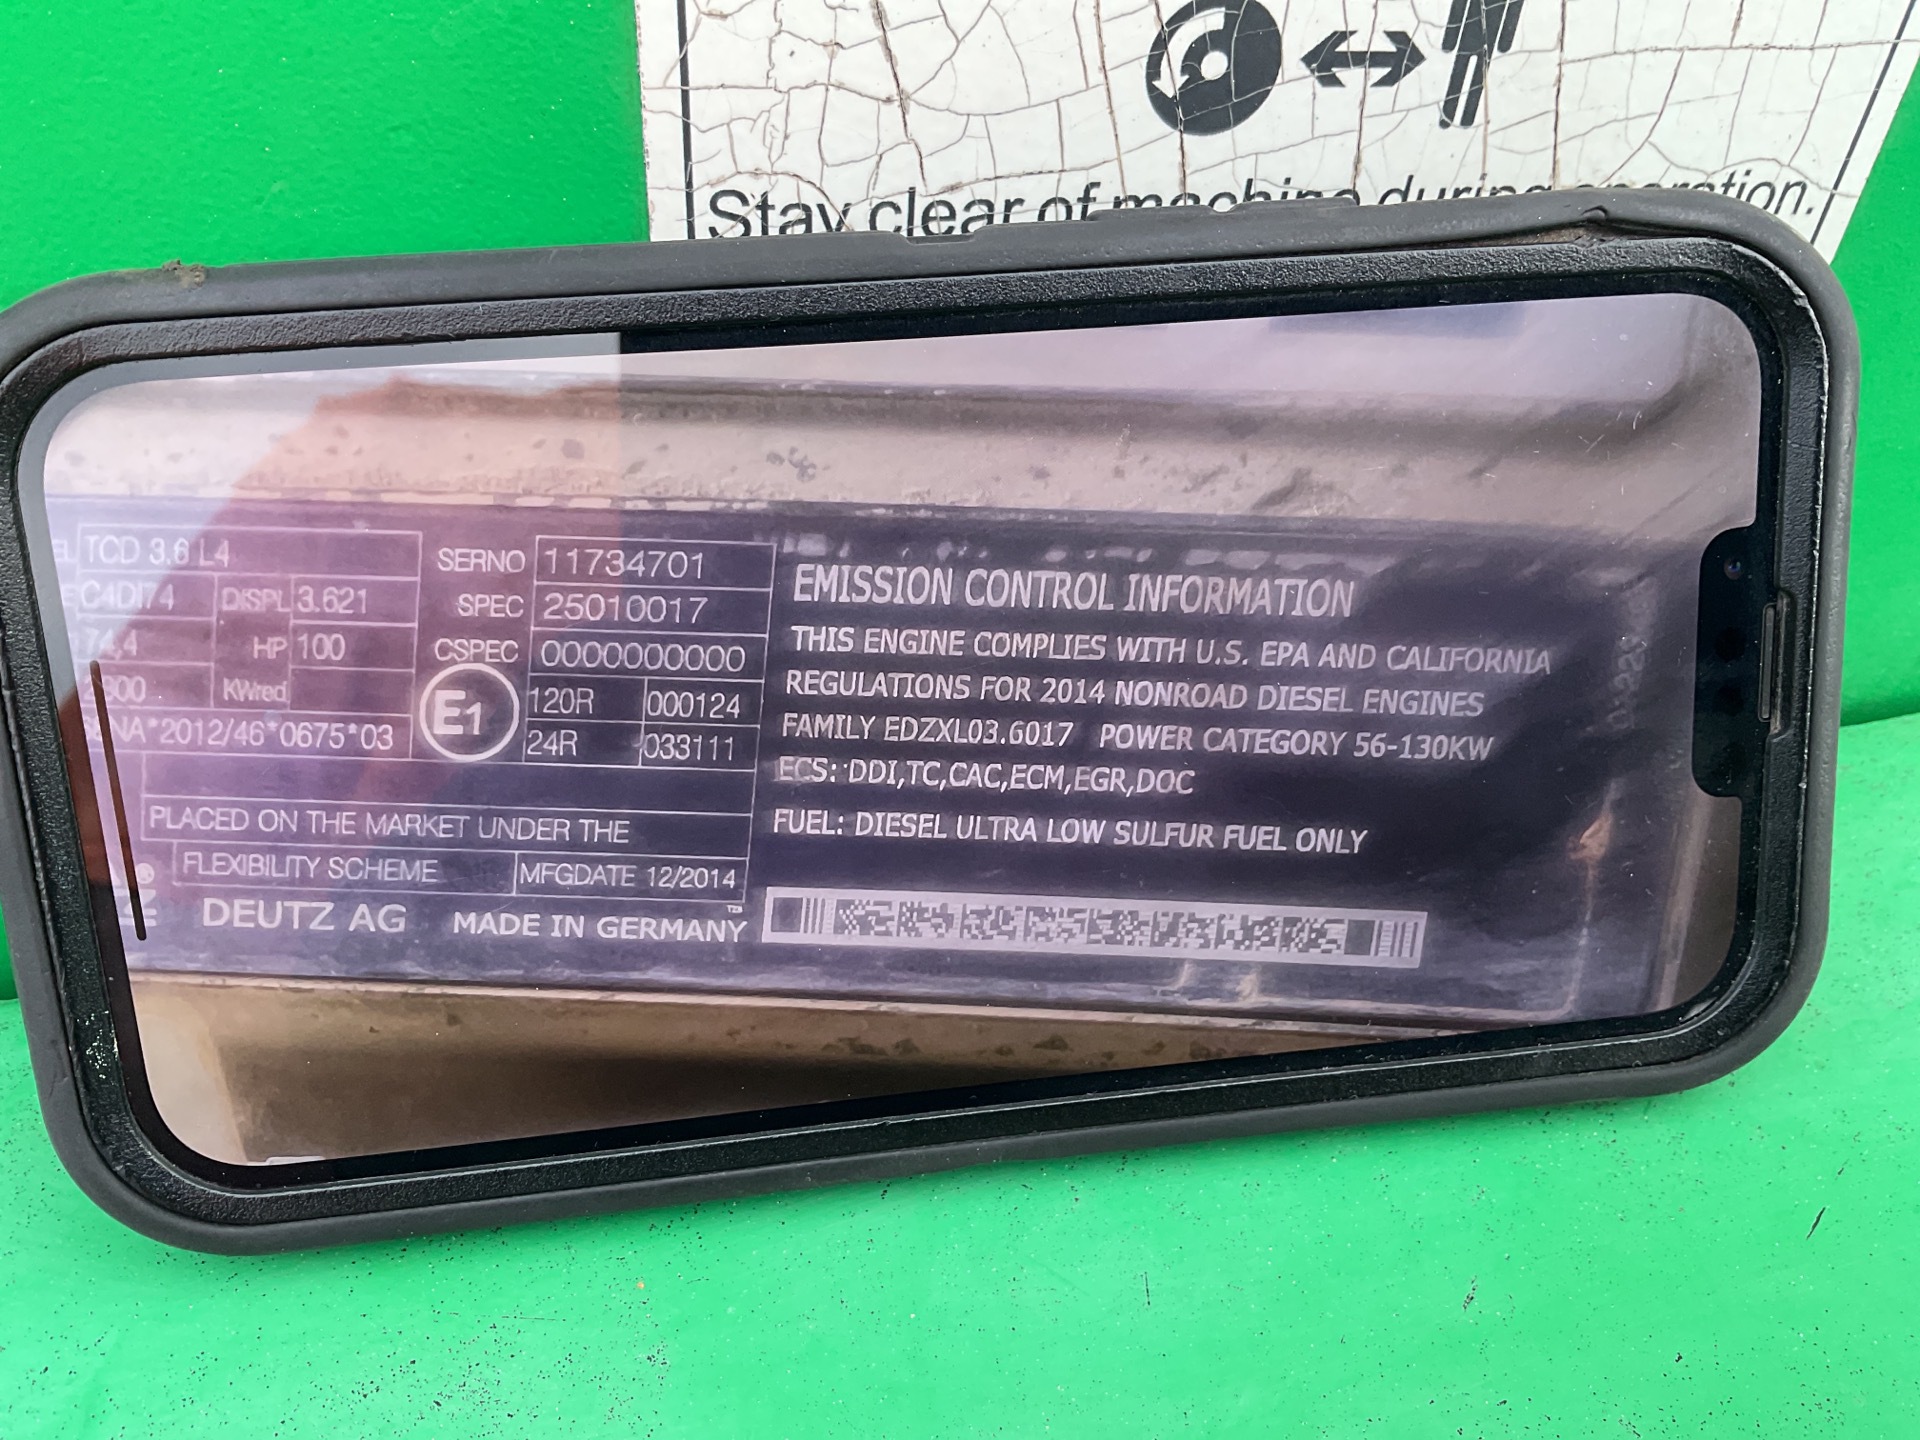 Stay clear of machine during operation.
TCD 3.6 L4
SERNO 11734701
C4DI74 DISPL 3.621
SPEC 25010017
74,4 HP 100
CSPEC 0000000000
KWred
E1 120R 000124
*2012/46*0675*03
24R 033111
PLACED ON THE MARKET UNDER THE
FLEXIBILITY SCHEME MFGDATE 12/2014
DEUTZ AG MADE IN GERMANY
EMISSION CONTROL INFORMATION
THIS ENGINE COMPLIES WITH U.S. EPA AND CALIFORNIA
REGULATIONS FOR 2014 NONROAD DIESEL ENGINES
FAMILY EDZXL03.6017 POWER CATEGORY 56-130KW
ECS: DDI,TC,CAC,ECM,EGR,DOC
FUEL: DIESEL ULTRA LOW SULFUR FUEL ONLY